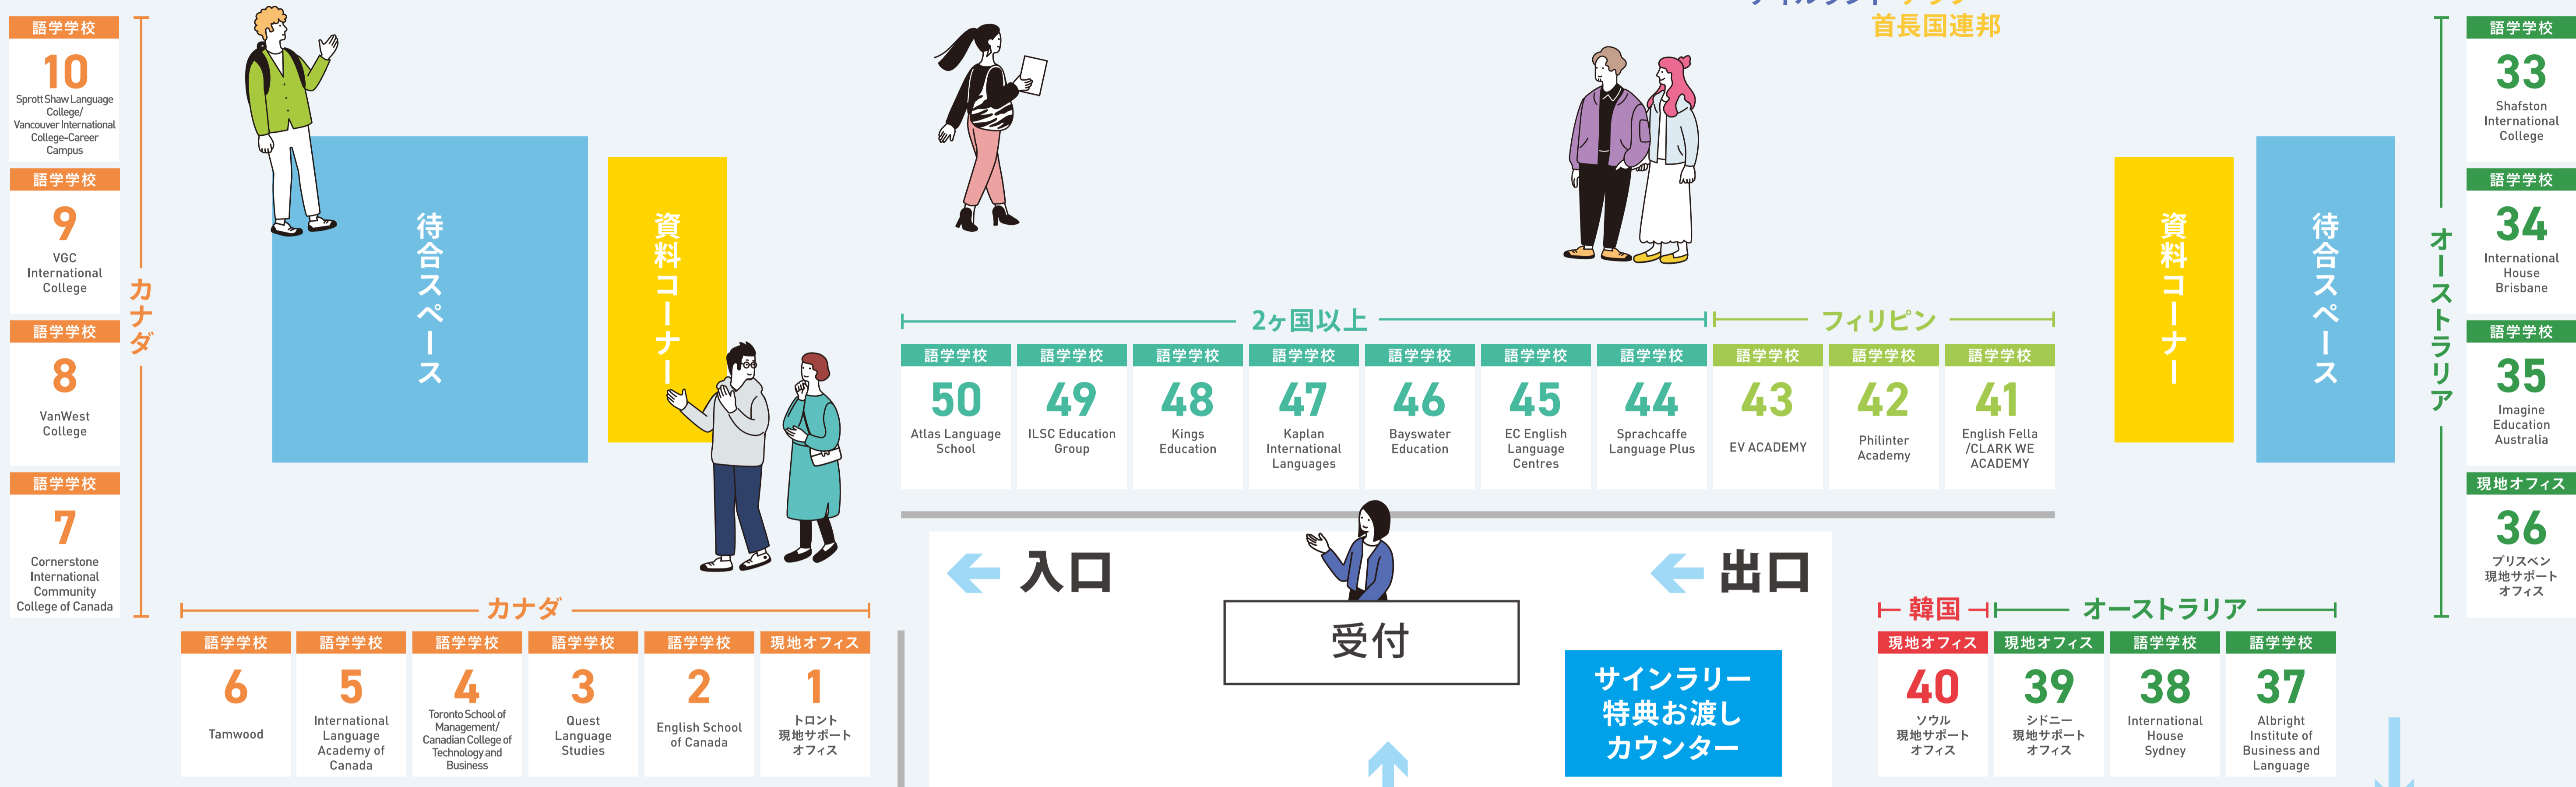 首長国連邦
語学学校
10
Sprott Shaw Language
College/
Vancouver International
College-Career
Campus
語学学校
9
VGC
International
College
語学学校
8
VanWest
College
語学学校
7
Cornerstone
International
Community
College of Canada
カナダ
待合スペース
資料コーナー
カナダ
語学学校
6
Tamwood
語学学校
5
International
Language
Academy of
Canada
語学学校
4
Toronto School of
Management/
Canadian College of
Technology and
Business
語学学校
3
Quest
Language
Studies
語学学校
2
English School
of Canada
現地オフィス
1
トロント
現地サポート
オフィス
2ヶ国以上
語学学校
50
Atlas Language
School
語学学校
49
ILSC Education
Group
語学学校
48
Kings
Education
語学学校
47
Kaplan
International
Languages
語学学校
46
Bayswater
Education
語学学校
45
EC English
Language
Centres
語学学校
44
Sprachcaffe
Language Plus
フィリピン
語学学校
43
EV ACADEMY
語学学校
42
Philinter
Academy
語学学校
41
English Fella
/CLARK WE
ACADEMY
入口
出口
受付
サインラリー
特典お渡し
カウンター
資料コーナー
待合スペース
オーストラリア
語学学校
33
Shafston
International
College
語学学校
34
International
House
Brisbane
語学学校
35
Imagine
Education
Australia
現地オフィス
36
ブリスベン
現地サポート
オフィス
韓国
現地オフィス
40
ソウル
現地サポート
オフィス
オーストラリア
現地オフィス
39
シドニー
現地サポート
オフィス
語学学校
38
International
House
Sydney
語学学校
37
Albright
Institute of
Business and
Language